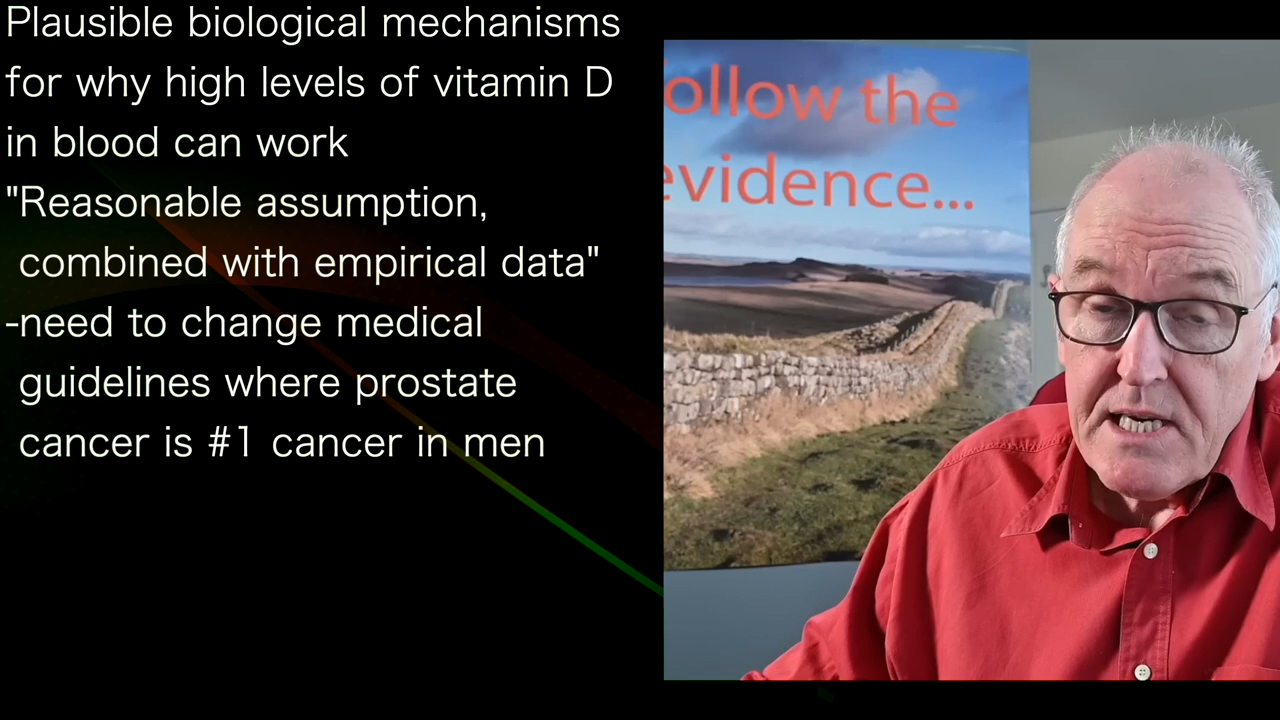 Plausible biological mechanisms
for why high levels of vitamin D
in blood can work
"Reasonable assumption,
combined with empirical data"
-need to change medical
guidelines where prostate
cancer is #1 cancer in men
ollow the
evidence...